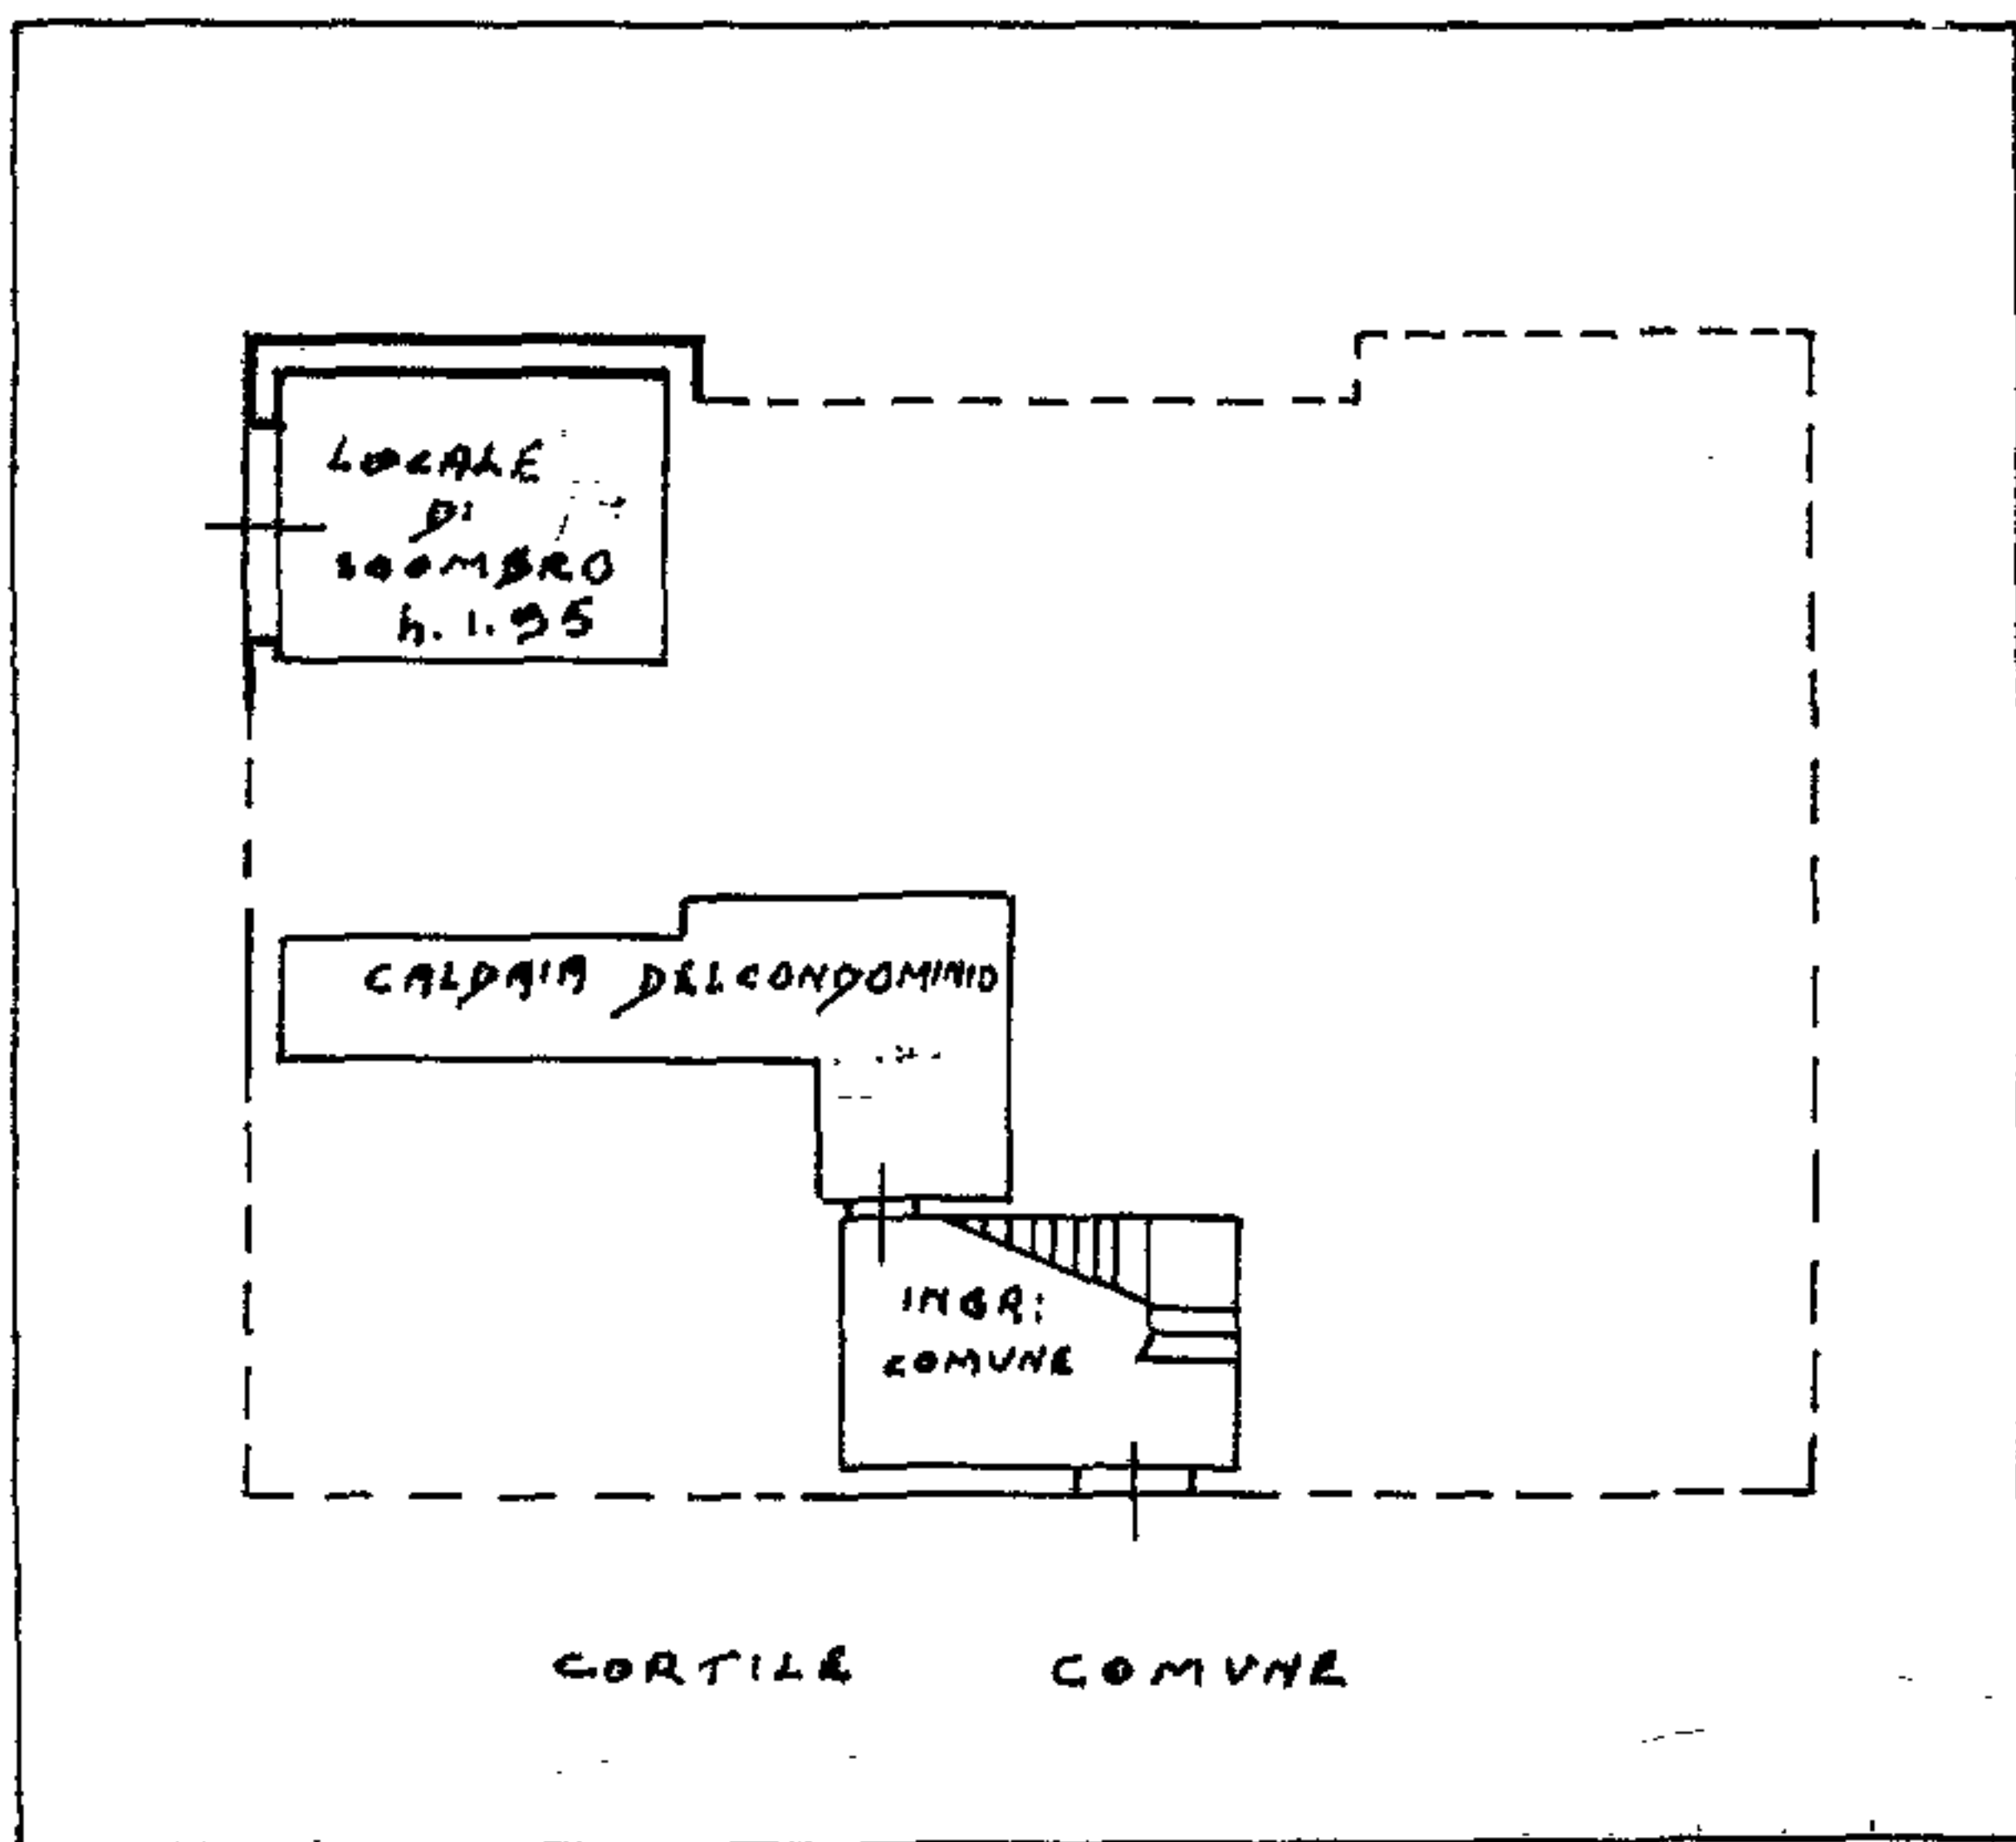 LOCALE
DI
SGOMBRO
h. 1.95
CALDAIA DEL CONDOMINIO
INGR:
COMUNE
CORTILE COMUNE